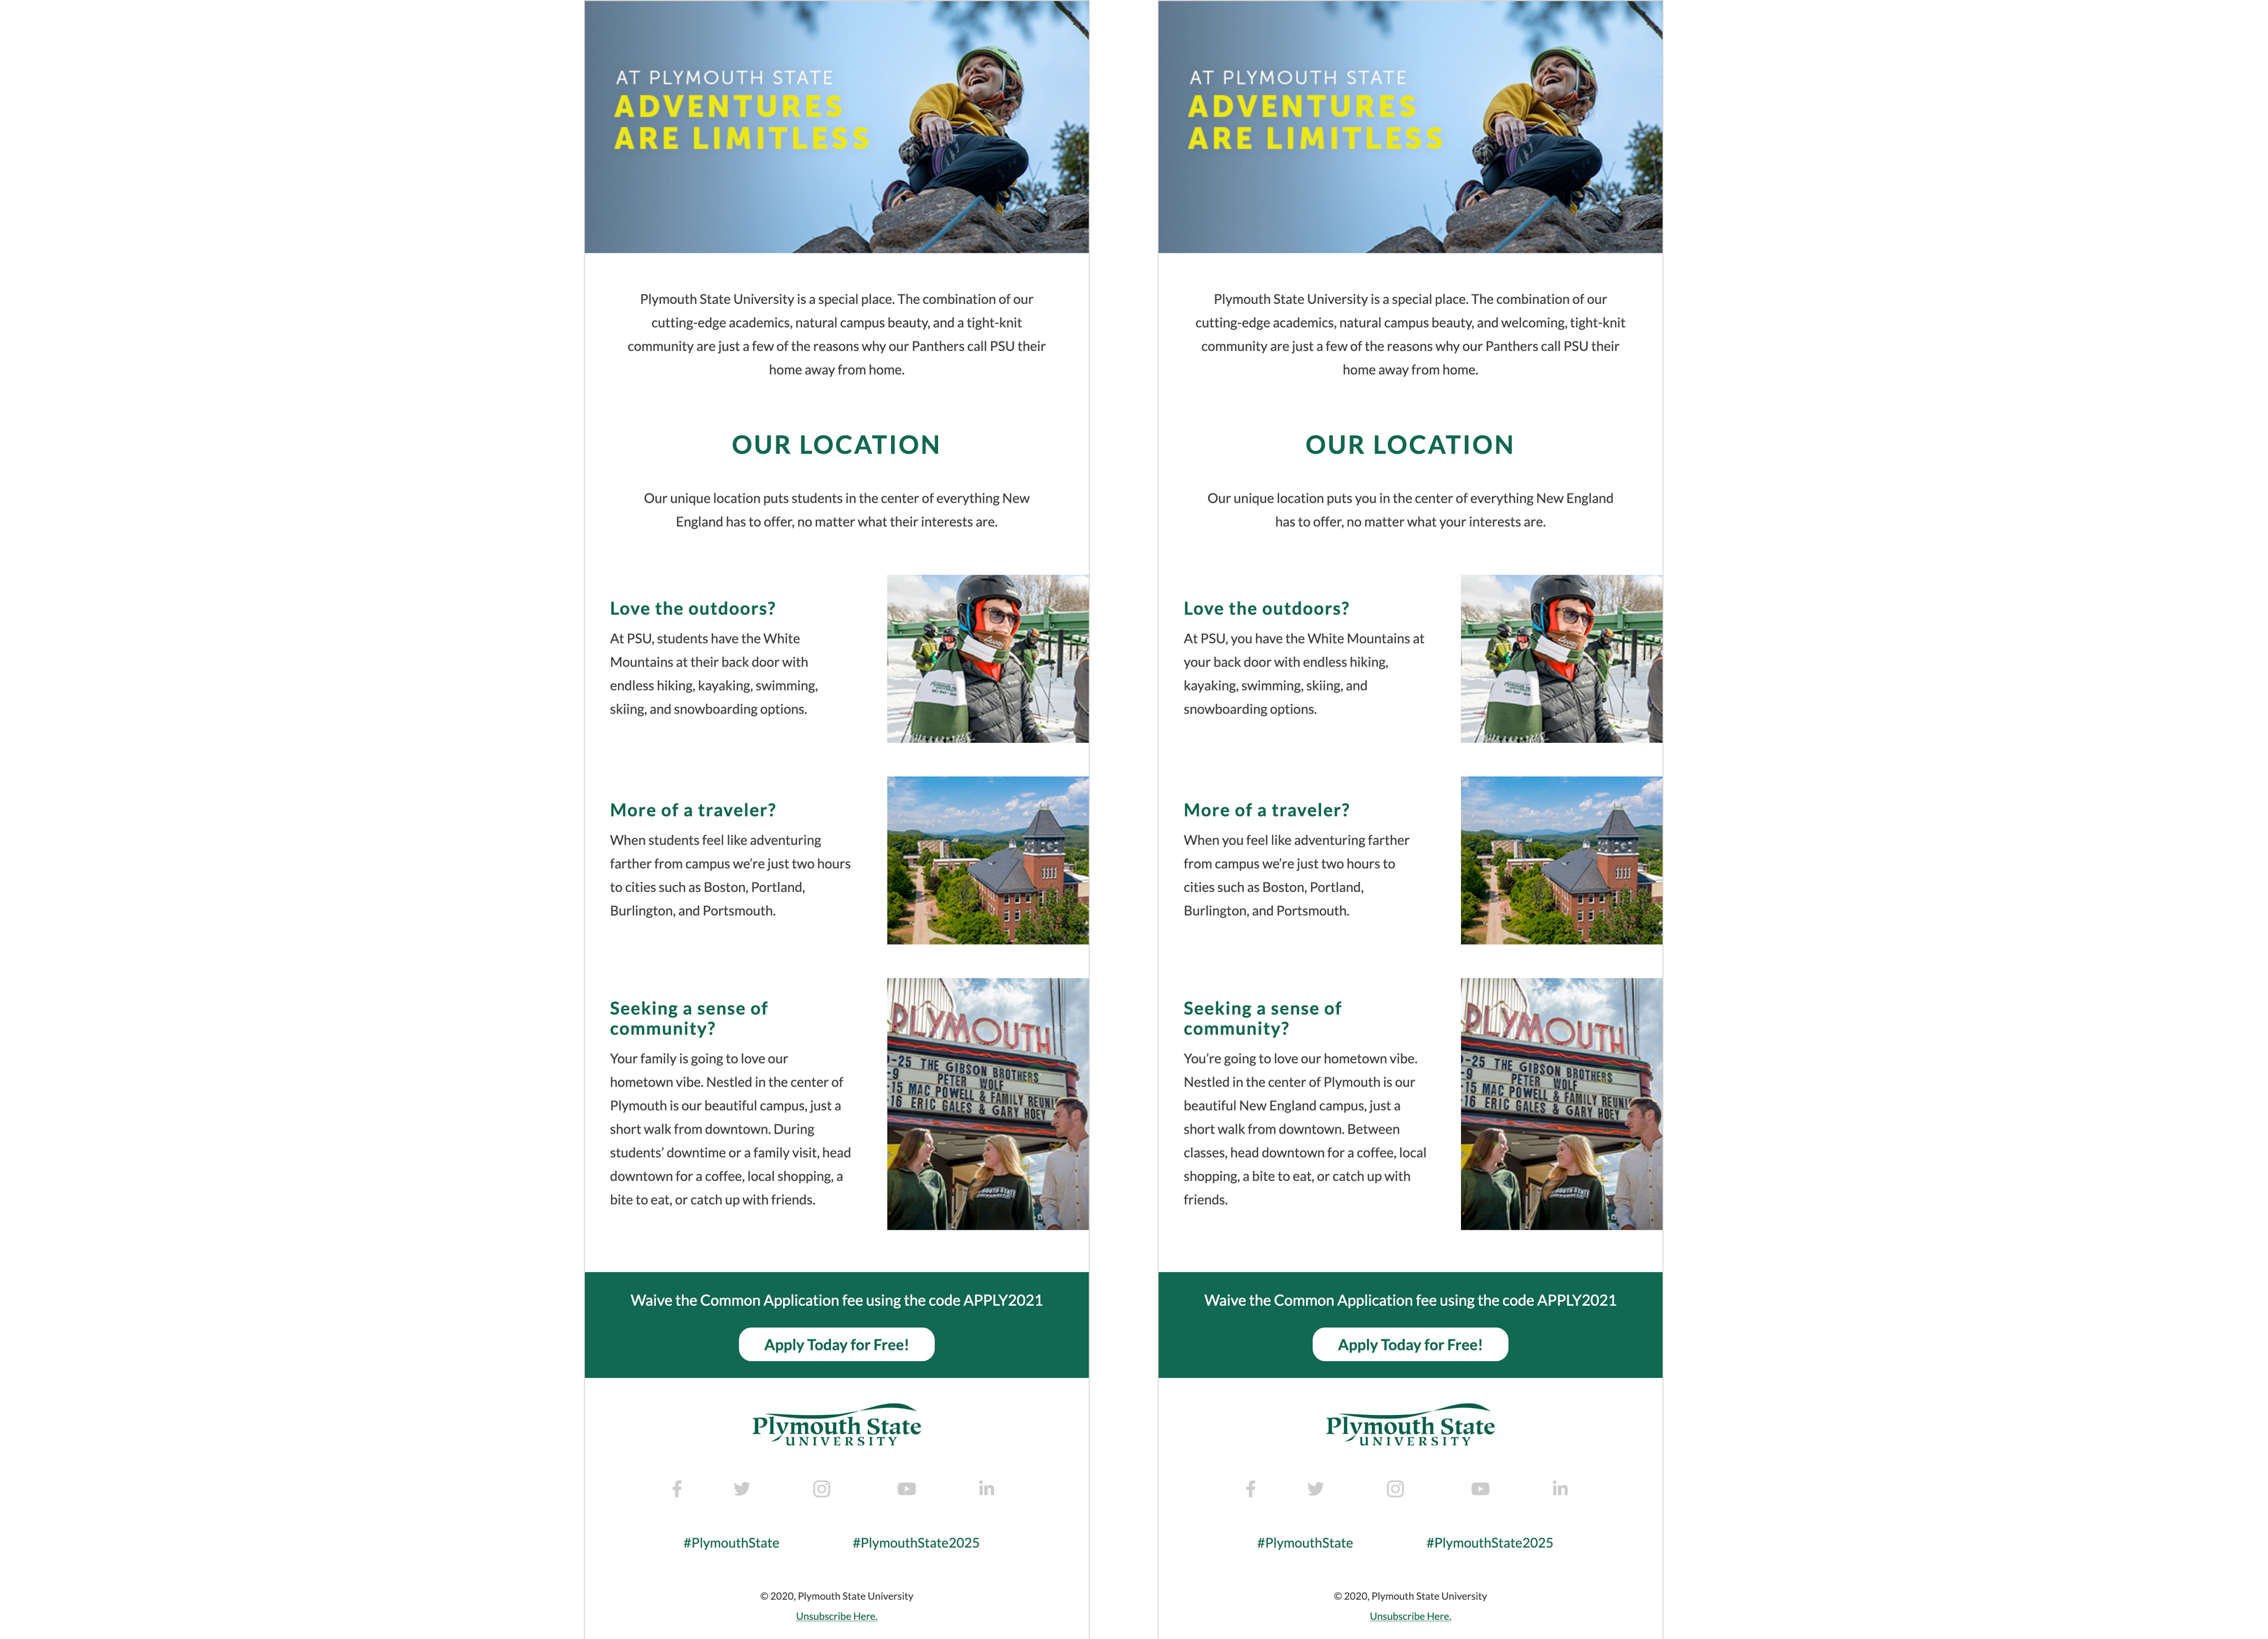 AT PLYMOUTH STATE
ADVENTURES
ARE LIMITLESS
Plymouth State University is a special place. The combination of our
cutting-edge academics, natural campus beauty, and a tight-knit
community are just a few of the reasons why our Panthers call PSU their
home away from home.
OUR LOCATION
Our unique location puts students in the center of everything New
England has to offer, no matter what their interests are.
Love the outdoors?
At PSU, students have the White
Mountains at their back door with
endless hiking, kayaking, swimming,
skiing, and snowboarding options.
More of a traveler?
When students feel like adventuring
farther from campus we’re just two hours
to cities such as Boston, Portland,
Burlington, and Portsmouth.
Seeking a sense of
community?
Your family is going to love our
hometown vibe. Nestled in the center of
Plymouth is our beautiful campus, just a
short walk from downtown. During
students’ downtime or a family visit, head
downtown for a coffee, local shopping, a
bite to eat, or catch up with friends.
PLYMOUTH
-25 THE GIBSON BROTHERS
-9 PETER WOLF
-15 MAC POWELL & FAMILY REUNI
-16 ERIC GALES & GARY HOEY
PLYMOUTH STATE
Waive the Common Application fee using the code APPLY2021
Apply Today for Free!
Plymouth State
UNIVERSITY
#PlymouthState #PlymouthState2025
© 2020, Plymouth State University
Unsubscribe Here.
AT PLYMOUTH STATE
ADVENTURES
ARE LIMITLESS
Plymouth State University is a special place. The combination of our
cutting-edge academics, natural campus beauty, and welcoming, tight-knit
community are just a few of the reasons why our Panthers call PSU their
home away from home.
OUR LOCATION
Our unique location puts you in the center of everything New England
has to offer, no matter what your interests are.
Love the outdoors?
At PSU, you have the White Mountains at
your back door with endless hiking,
kayaking, swimming, skiing, and
snowboarding options.
More of a traveler?
When you feel like adventuring farther
from campus we’re just two hours to
cities such as Boston, Portland,
Burlington, and Portsmouth.
Seeking a sense of
community?
You’re going to love our hometown vibe.
Nestled in the center of Plymouth is our
beautiful New England campus, just a
short walk from downtown. Between
classes, head downtown for a coffee, local
shopping, a bite to eat, or catch up with
friends.
PLYMOUTH
-25 THE GIBSON BROTHERS
-9 PETER WOLF
-15 MAC POWELL & FAMILY REUNI
-16 ERIC GALES & GARY HOEY
PLYMOUTH STATE
Waive the Common Application fee using the code APPLY2021
Apply Today for Free!
Plymouth State
UNIVERSITY
#PlymouthState #PlymouthState2025
© 2020, Plymouth State University
Unsubscribe Here.